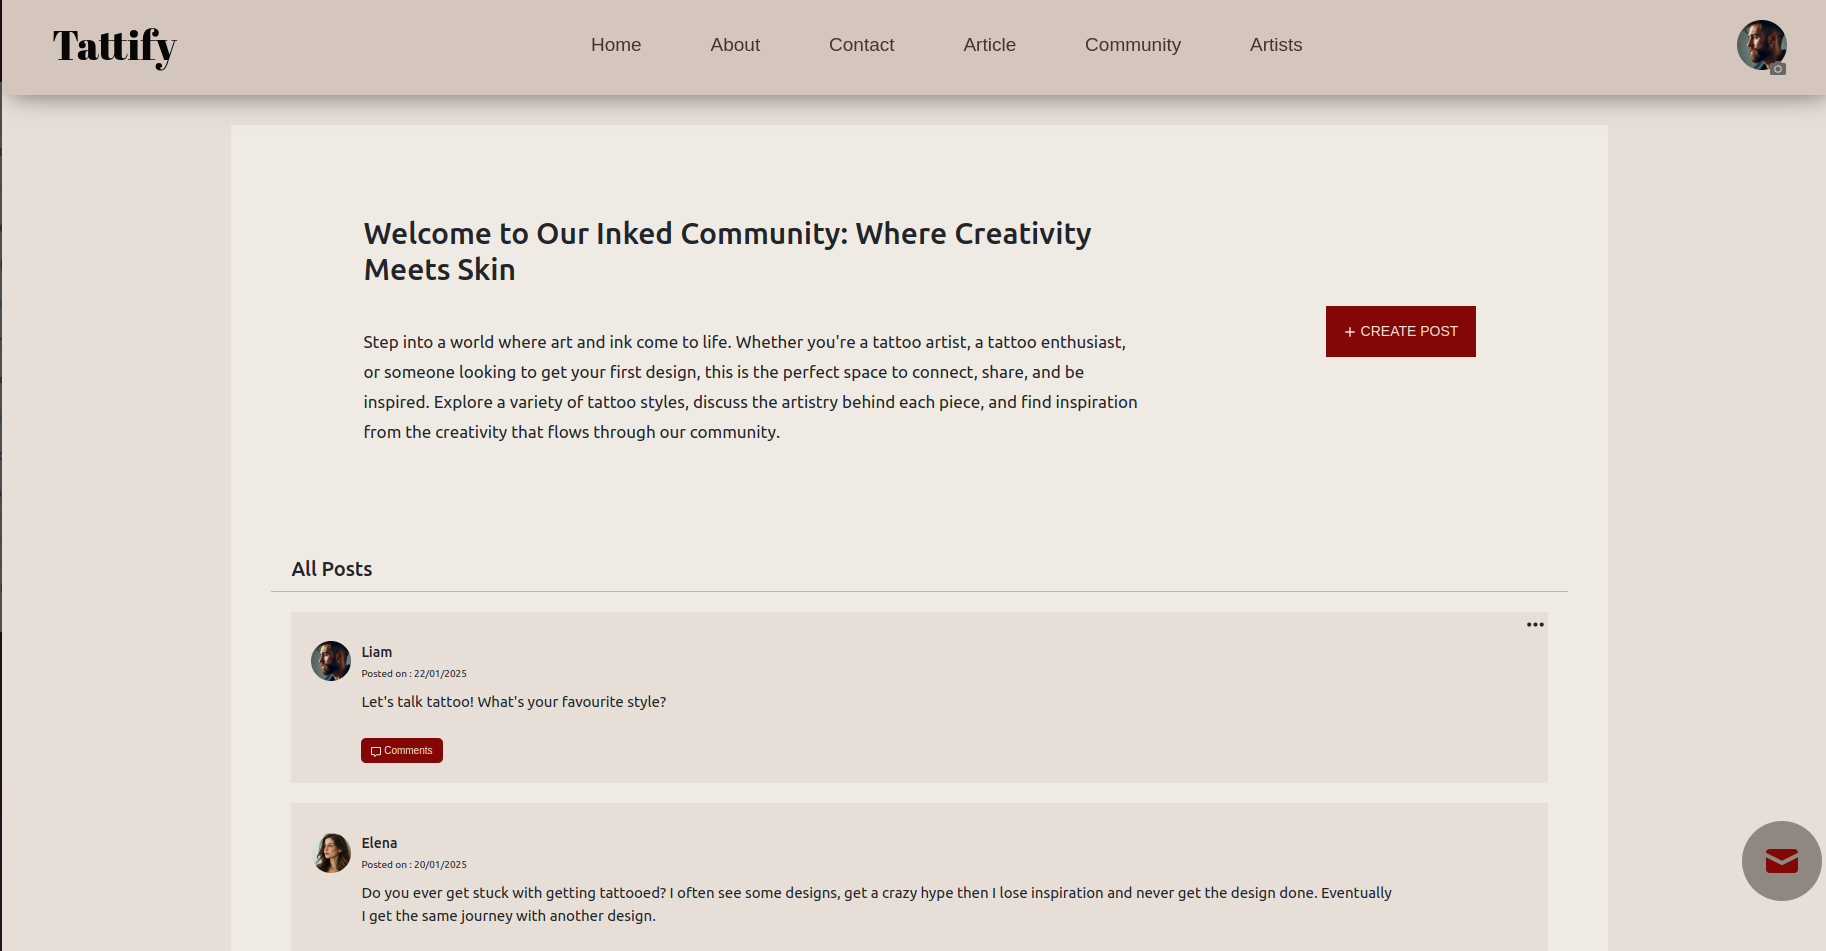 Tattify
Home
About
Contact
Article
Community
Artists
Welcome to Our Inked Community: Where Creativity
Meets Skin
+ CREATE POST
Step into a world where art and ink come to life. Whether you're a tattoo artist, a tattoo enthusiast,
or someone looking to get your first design, this is the perfect space to connect, share, and be
inspired. Explore a variety of tattoo styles, discuss the artistry behind each piece, and find inspiration
from the creativity that flows through our community.
All Posts
Liam
Posted on : 22/01/2025
Let's talk tattoo! What's your favourite style?
Comments
Elena
Posted on : 20/01/2025
Do you ever get stuck with getting tattooed? I often see some designs, get a crazy hype then I lose inspiration and never get the design done. Eventually
I get the same journey with another design.